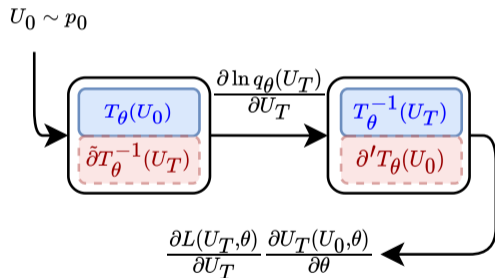 U_0 ∼ p_0
∂ ln q_θ(U_T) / ∂U_T
T_θ(U_0)
T_θ^{-1}(U_T)
∂̃T_θ^{-1}(U_T)
∂′T_θ(U_0)
∂L(U_T,θ) / ∂U_T ∂U_T(U_0,θ) / ∂θ